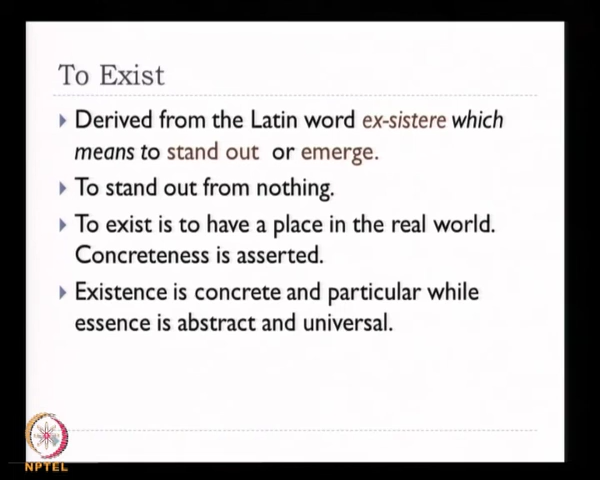 To Exist
Derived from the Latin word ex-sistere which
means to stand out or emerge.
To stand out from nothing.
To exist is to have a place in the real world.
Concreteness is asserted.
Existence is concrete and particular while
essence is abstract and universal.
NPTEL